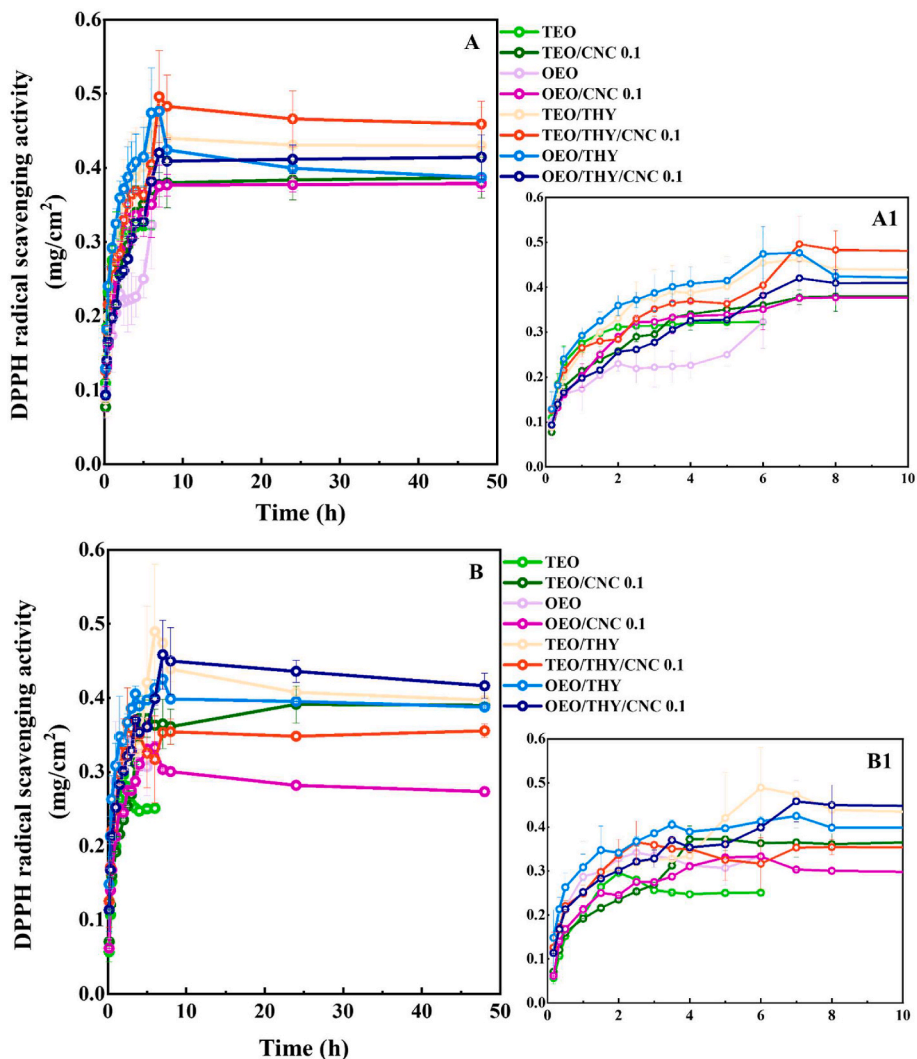 A
DPPH radical scavenging activity
(mg/cm²)
0.6
0.5
0.4
0.3
0.2
0.1
0.0
0 10 20 30 40 50
Time (h)
TEO
TEO/CNC 0.1
OEO
OEO/CNC 0.1
TEO/THY
TEO/THY/CNC 0.1
OEO/THY
OEO/THY/CNC 0.1
A1
0.6
0.5
0.4
0.3
0.2
0.1
0.0
0 2 4 6 8 10
B
DPPH radical scavenging activity
(mg/cm²)
0.6
0.5
0.4
0.3
0.2
0.1
0.0
0 10 20 30 40 50
Time (h)
TEO
TEO/CNC 0.1
OEO
OEO/CNC 0.1
TEO/THY
TEO/THY/CNC 0.1
OEO/THY
OEO/THY/CNC 0.1
B1
0.6
0.5
0.4
0.3
0.2
0.1
0.0
0 2 4 6 8 10